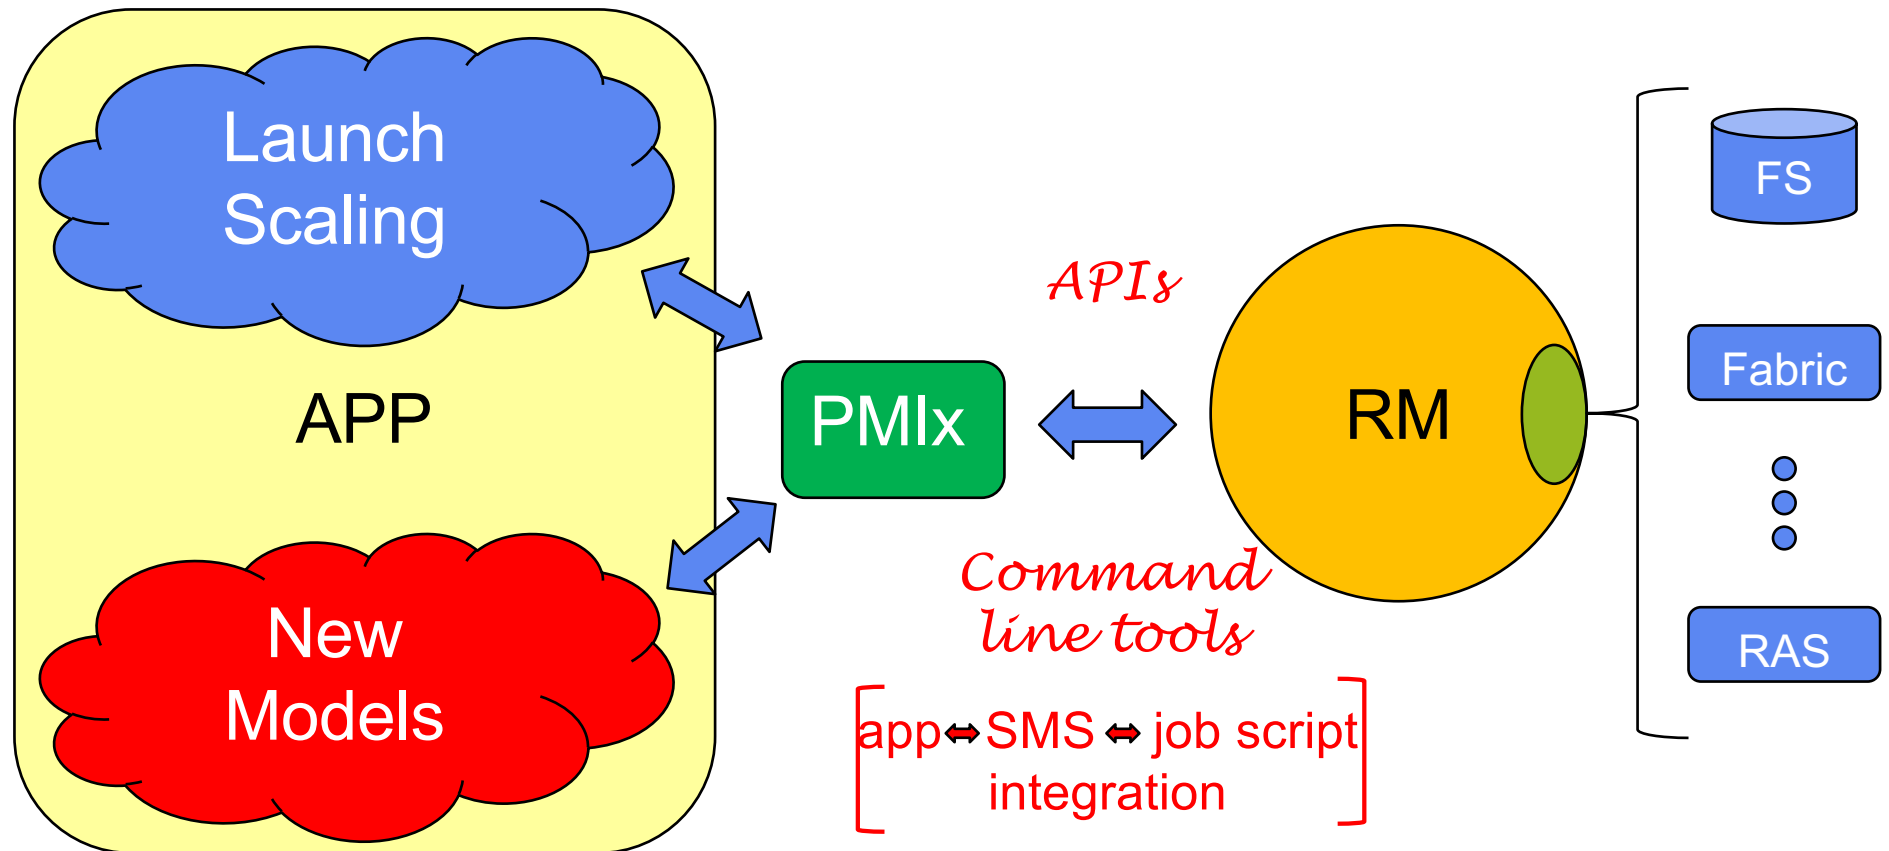 Launch
Scaling
APP
New
Models
PMIx
APIs
Command
line tools
app SMS job script
integration
RM
FS
Fabric
RAS